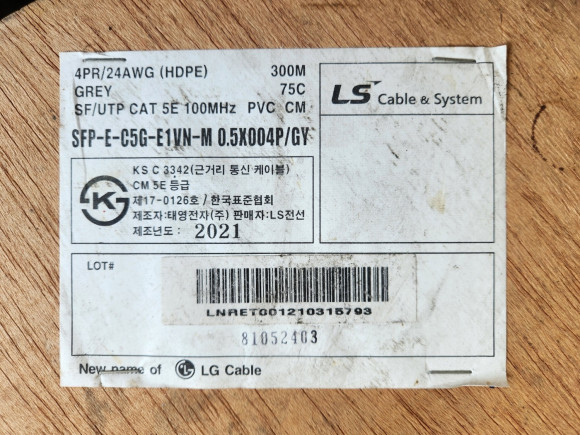 4PR/24AWG (HDPE) 300M
GREY 75C
SF/UTP CAT 5E 100MHz PVC CM
SFP-E-C5G-E1VN-M 0.5X004P/GY
LS Cable & System
KS C 3342(근거리 통신 케이블)
CM 5E 등급
제17-0126호 / 한국표준협회
제조자:태영전자(주) 판매자:LS전선
제조년도: 2021
LOT#
LNRET001210315793
81052463
New name of LG Cable